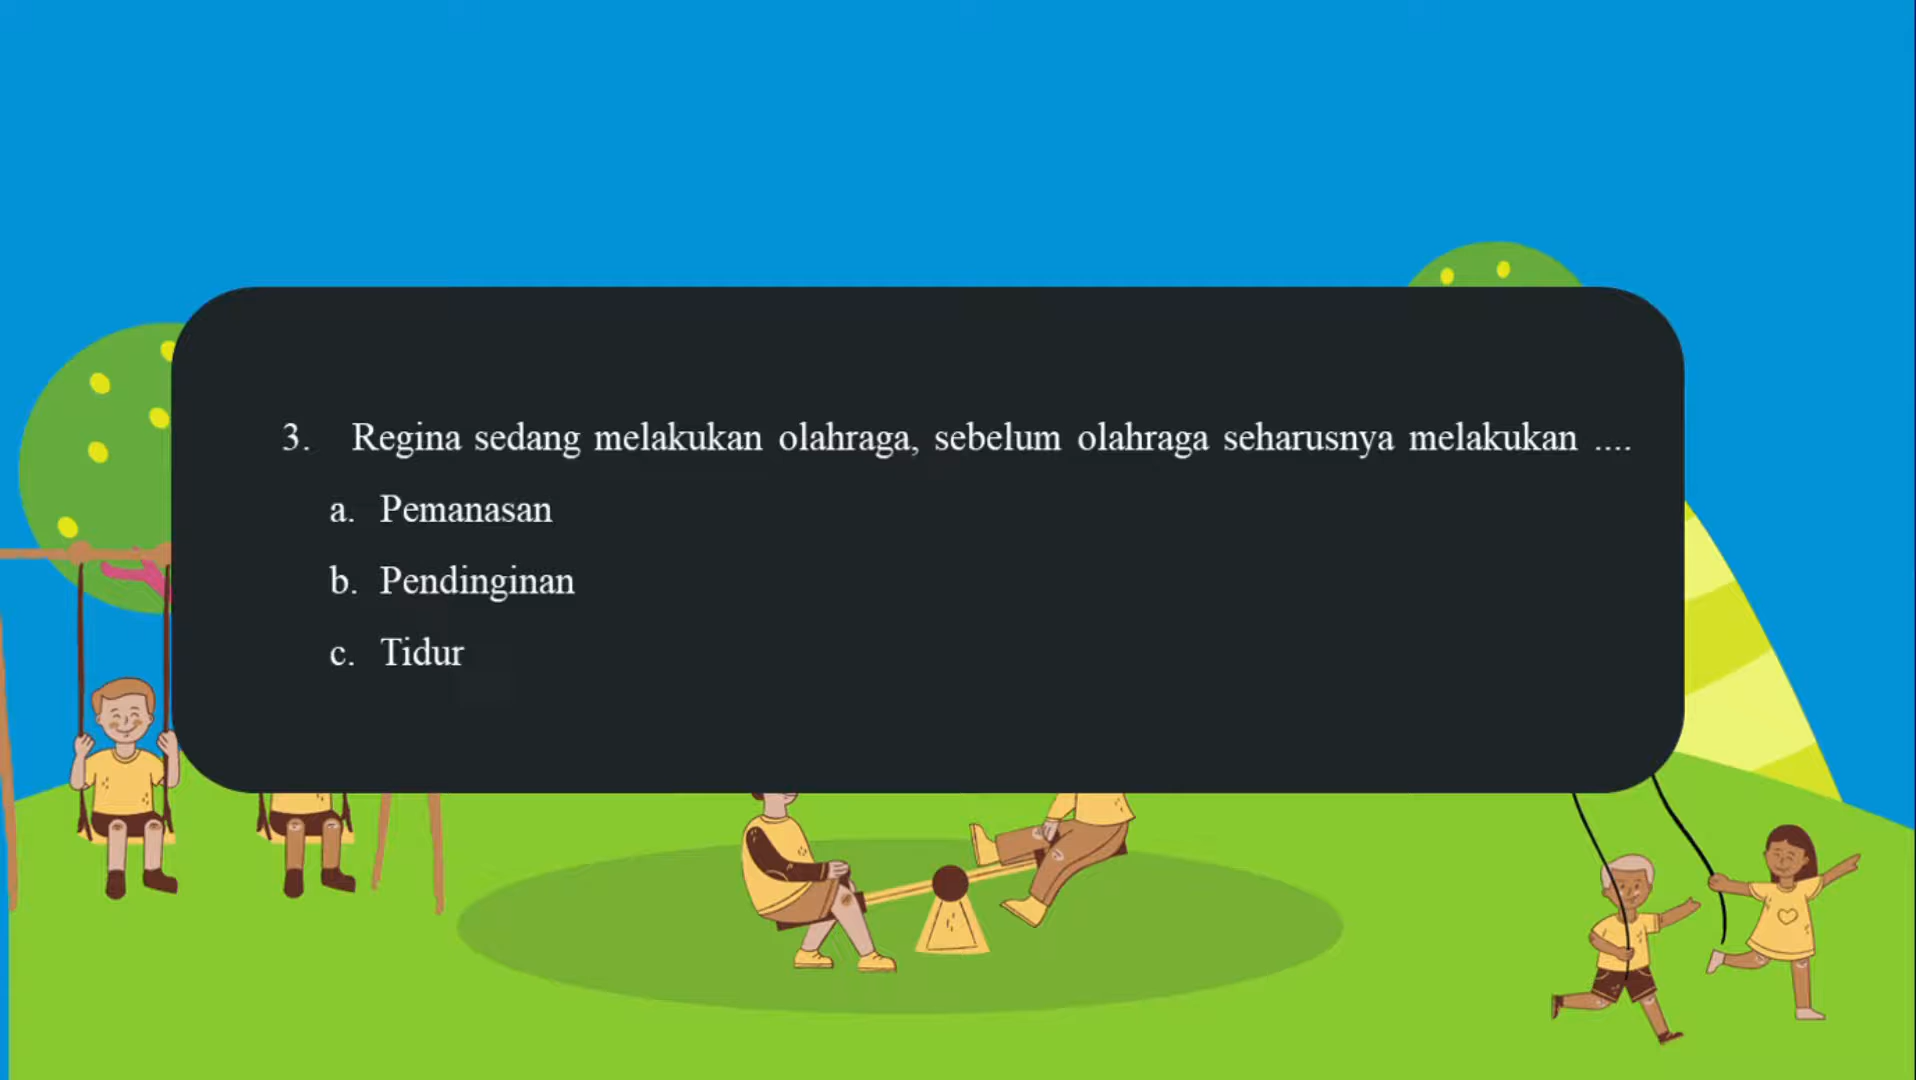 3. Regina sedang melakukan olahraga, sebelum olahraga seharusnya melakukan ....
a. Pemanasan
b. Pendinginan
c. Tidur